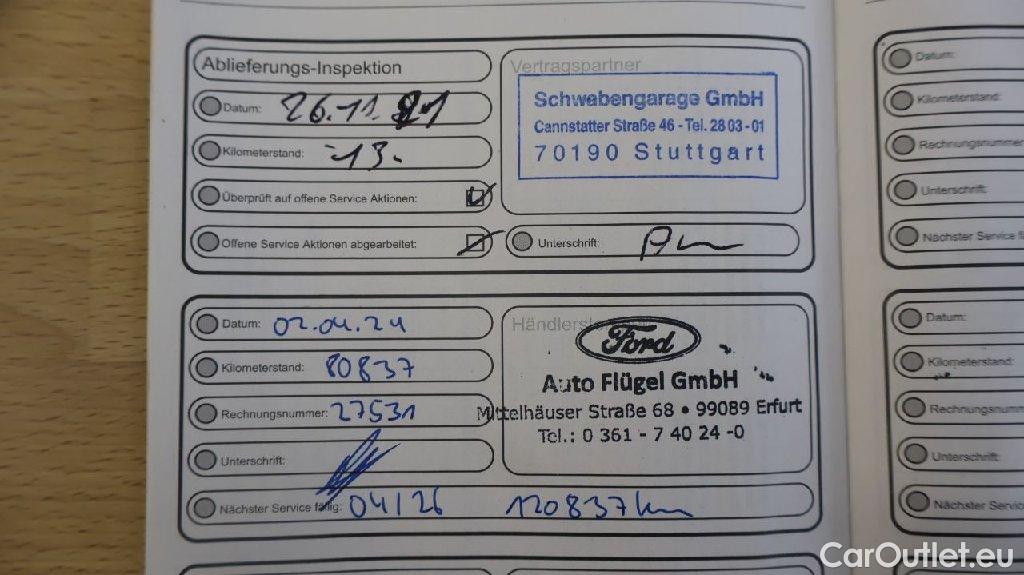 Ablieferungs-Inspektion
Datum: 26.11.21
Kilometerstand: -13.-
Überprüft auf offene Service Aktionen:
Offene Service Aktionen abgearbeitet:
Vertragspartner
Schwabengarage GmbH
Cannstatter Straße 46 - Tel. 28 03 - 01
70190 Stuttgart
Unterschrift:
Datum: 02.04.24
Kilometerstand: 80837
Rechnungsnummer: 27531
Unterschrift:
Nächster Service fällig: 04/26 120837km
Ford
Auto Flügel GmbH
Mittelhäuser Straße 68 • 99089 Erfurt
Tel.: 0 361 - 7 40 24 -0
Datum:
Kilometerstand:
Rechnungsnummer
Unterschrift:
Nächster Service
Datum:
Kilometerstand:
Rechnungsnumm
Unterschrift:
Nächster Service
CarOutlet.eu